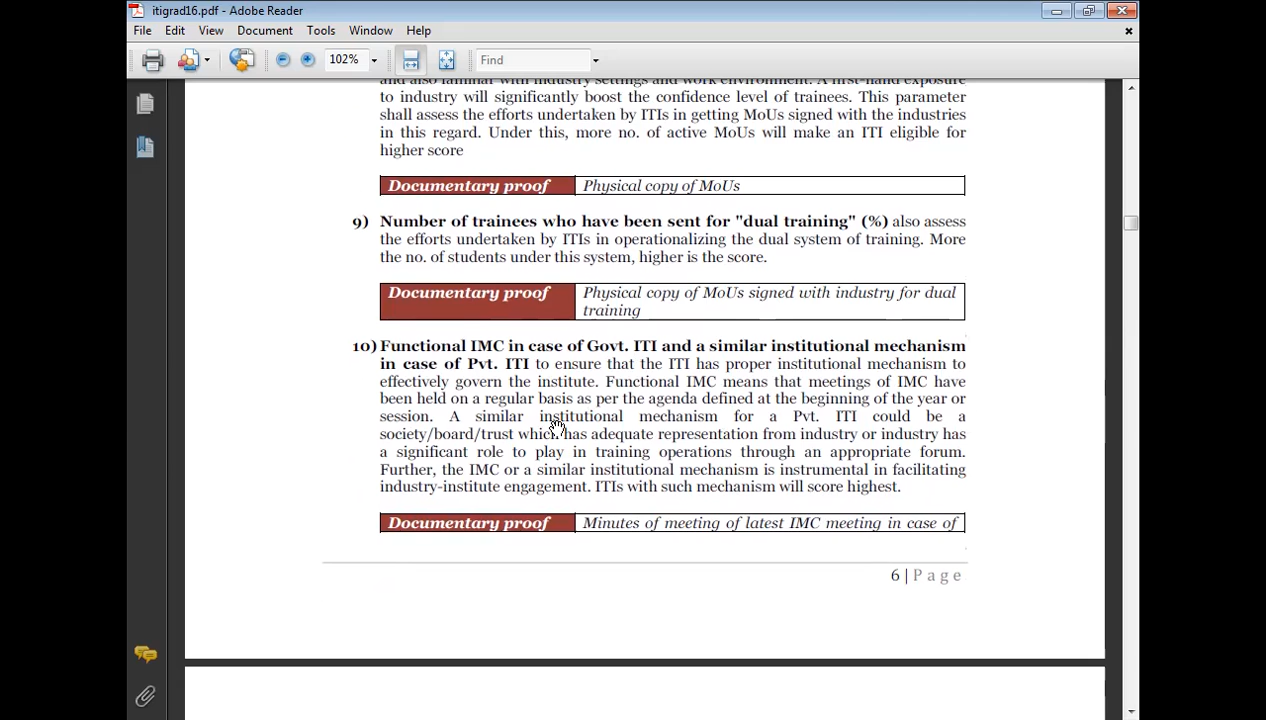 itigrad16.pdf - Adobe Reader
File Edit View Document Tools Window Help
102% Find
and also familiar with industry settings and work environment. A first-hand exposure
to industry will significantly boost the confidence level of trainees. This parameter
shall assess the efforts undertaken by ITIs in getting MoUs signed with the industries
in this regard. Under this, more no. of active MoUs will make an ITI eligible for
higher score
Documentary proof Physical copy of MoUs
9) Number of trainees who have been sent for "dual training" (%) also assess
the efforts undertaken by ITIs in operationalizing the dual system of training. More
the no. of students under this system, higher is the score.
Documentary proof Physical copy of MoUs signed with industry for dual
training
10) Functional IMC in case of Govt. ITI and a similar institutional mechanism
in case of Pvt. ITI to ensure that the ITI has proper institutional mechanism to
effectively govern the institute. Functional IMC means that meetings of IMC have
been held on a regular basis as per the agenda defined at the beginning of the year or
session. A similar institutional mechanism for a Pvt. ITI could be a
society/board/trust which has adequate representation from industry or industry has
a significant role to play in training operations through an appropriate forum.
Further, the IMC or a similar institutional mechanism is instrumental in facilitating
industry-institute engagement. ITIs with such mechanism will score highest.
Documentary proof Minutes of meeting of latest IMC meeting in case of
6 | Page